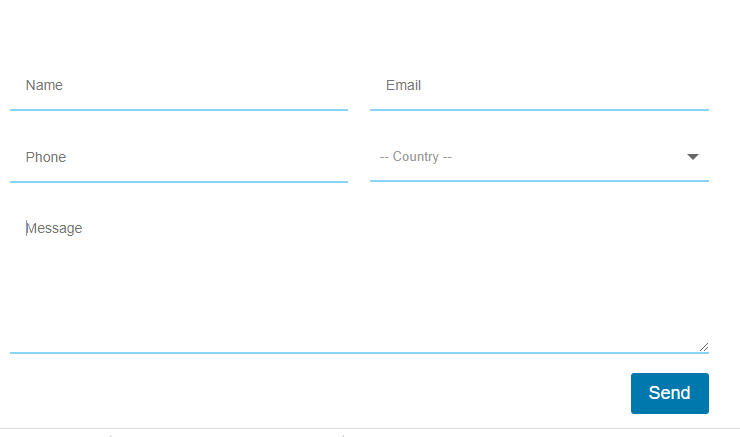 Name
Email
Phone
-- Country --
Message
Send